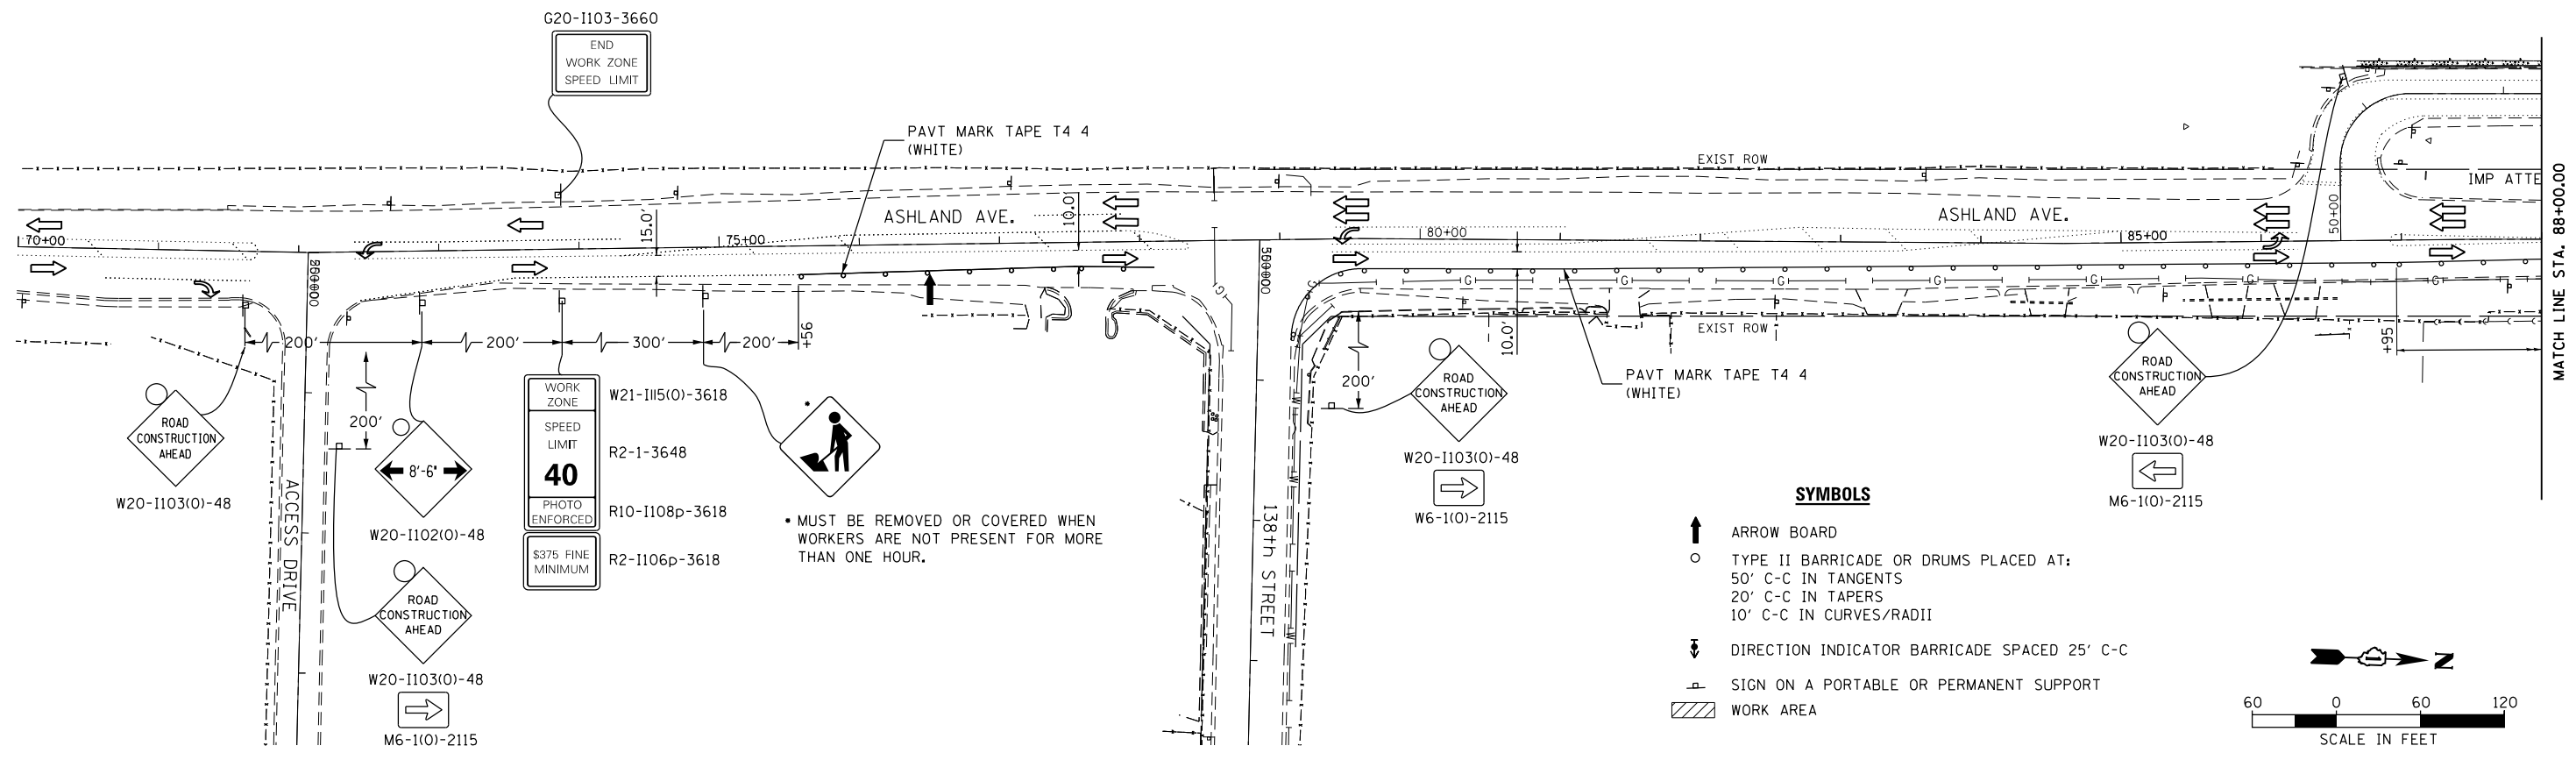 G20-I103-3660
END
WORK ZONE
SPEED LIMIT
PAVT MARK TAPE T4 4
(WHITE)
EXIST ROW
IMP ATTE
ASHLAND AVE.
10.0'
15.0'
ASHLAND AVE.
50+00
70+00
75+00
80+00
85+00
MATCH LINE STA. 88+00.00
G
G G G G G G G
200'
200'
300'
200'
+56
10.0'
EXIST ROW
+95
200'
200'
PAVT MARK TAPE T4 4
(WHITE)
ROAD
CONSTRUCTION
AHEAD
W20-I103(O)-48
8'-6"
W20-I102(O)-48
ROAD
CONSTRUCTION
AHEAD
W20-I103(O)-48
M6-1(O)-2115
ACCESS DRIVE
WORK
ZONE
SPEED
LIMIT
40
PHOTO
ENFORCED
$375 FINE
MINIMUM
W21-I115(O)-3618
R2-1-3648
R10-I108p-3618
R2-I106p-3618
• MUST BE REMOVED OR COVERED WHEN
WORKERS ARE NOT PRESENT FOR MORE
THAN ONE HOUR.
138th STREET
W
W
W
ROAD
CONSTRUCTION
AHEAD
W20-I103(O)-48
W6-1(O)-2115
ROAD
CONSTRUCTION
AHEAD
W20-I103(O)-48
M6-1(O)-2115
SYMBOLS
ARROW BOARD
TYPE II BARRICADE OR DRUMS PLACED AT:
50' C-C IN TANGENTS
20' C-C IN TAPERS
10' C-C IN CURVES/RADII
DIRECTION INDICATOR BARRICADE SPACED 25' C-C
SIGN ON A PORTABLE OR PERMANENT SUPPORT
WORK AREA
N
60 0 60 120
SCALE IN FEET